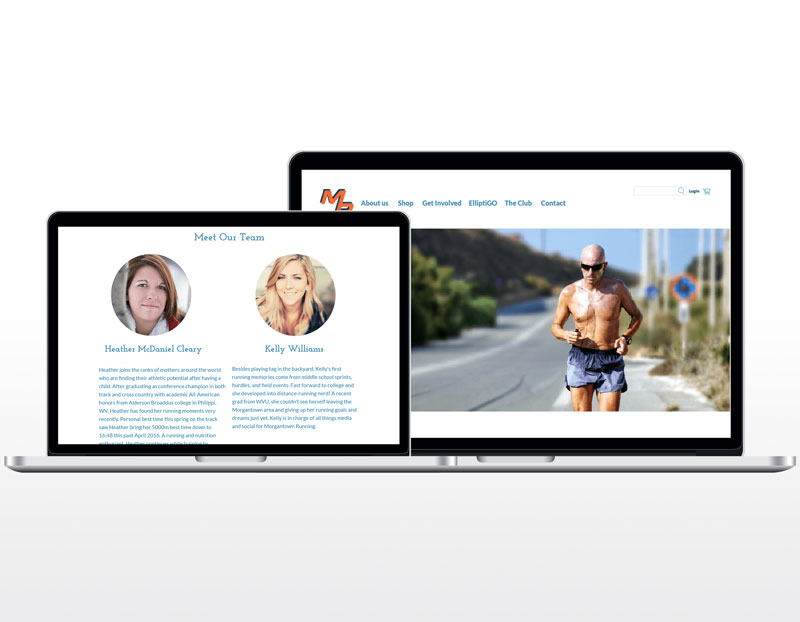 MR
About us Shop Get Involved ElliptiGO The Club Contact
Login
Meet Our Team
Heather McDaniel Cleary
Heather joins the ranks of mothers around the world
who are finding their athletic potential after having a
child. After graduating as conference champion in both
track and cross country with academic All-American
honors from Alderson Broaddus college in Philippi,
WV. Heather has found her running moments very
recently. Personal best time this spring on the track
saw Heather bring her 5000m best time down to
16:48 this past April 2016. A running and nutrition
enthusiast, Heather continues while training to
Kelly Williams
Besides playing tag in the backyard, Kelly's first
running memories come from middle school sprints,
hurdles, and field events. Fast forward to college and
she developed into distance running nerd! A recent
grad from WVU, she couldn't see herself leaving the
Morgantown area and giving up her running goals and
dreams just yet. Kelly is in charge of all things media
and social for Morgantown Running.